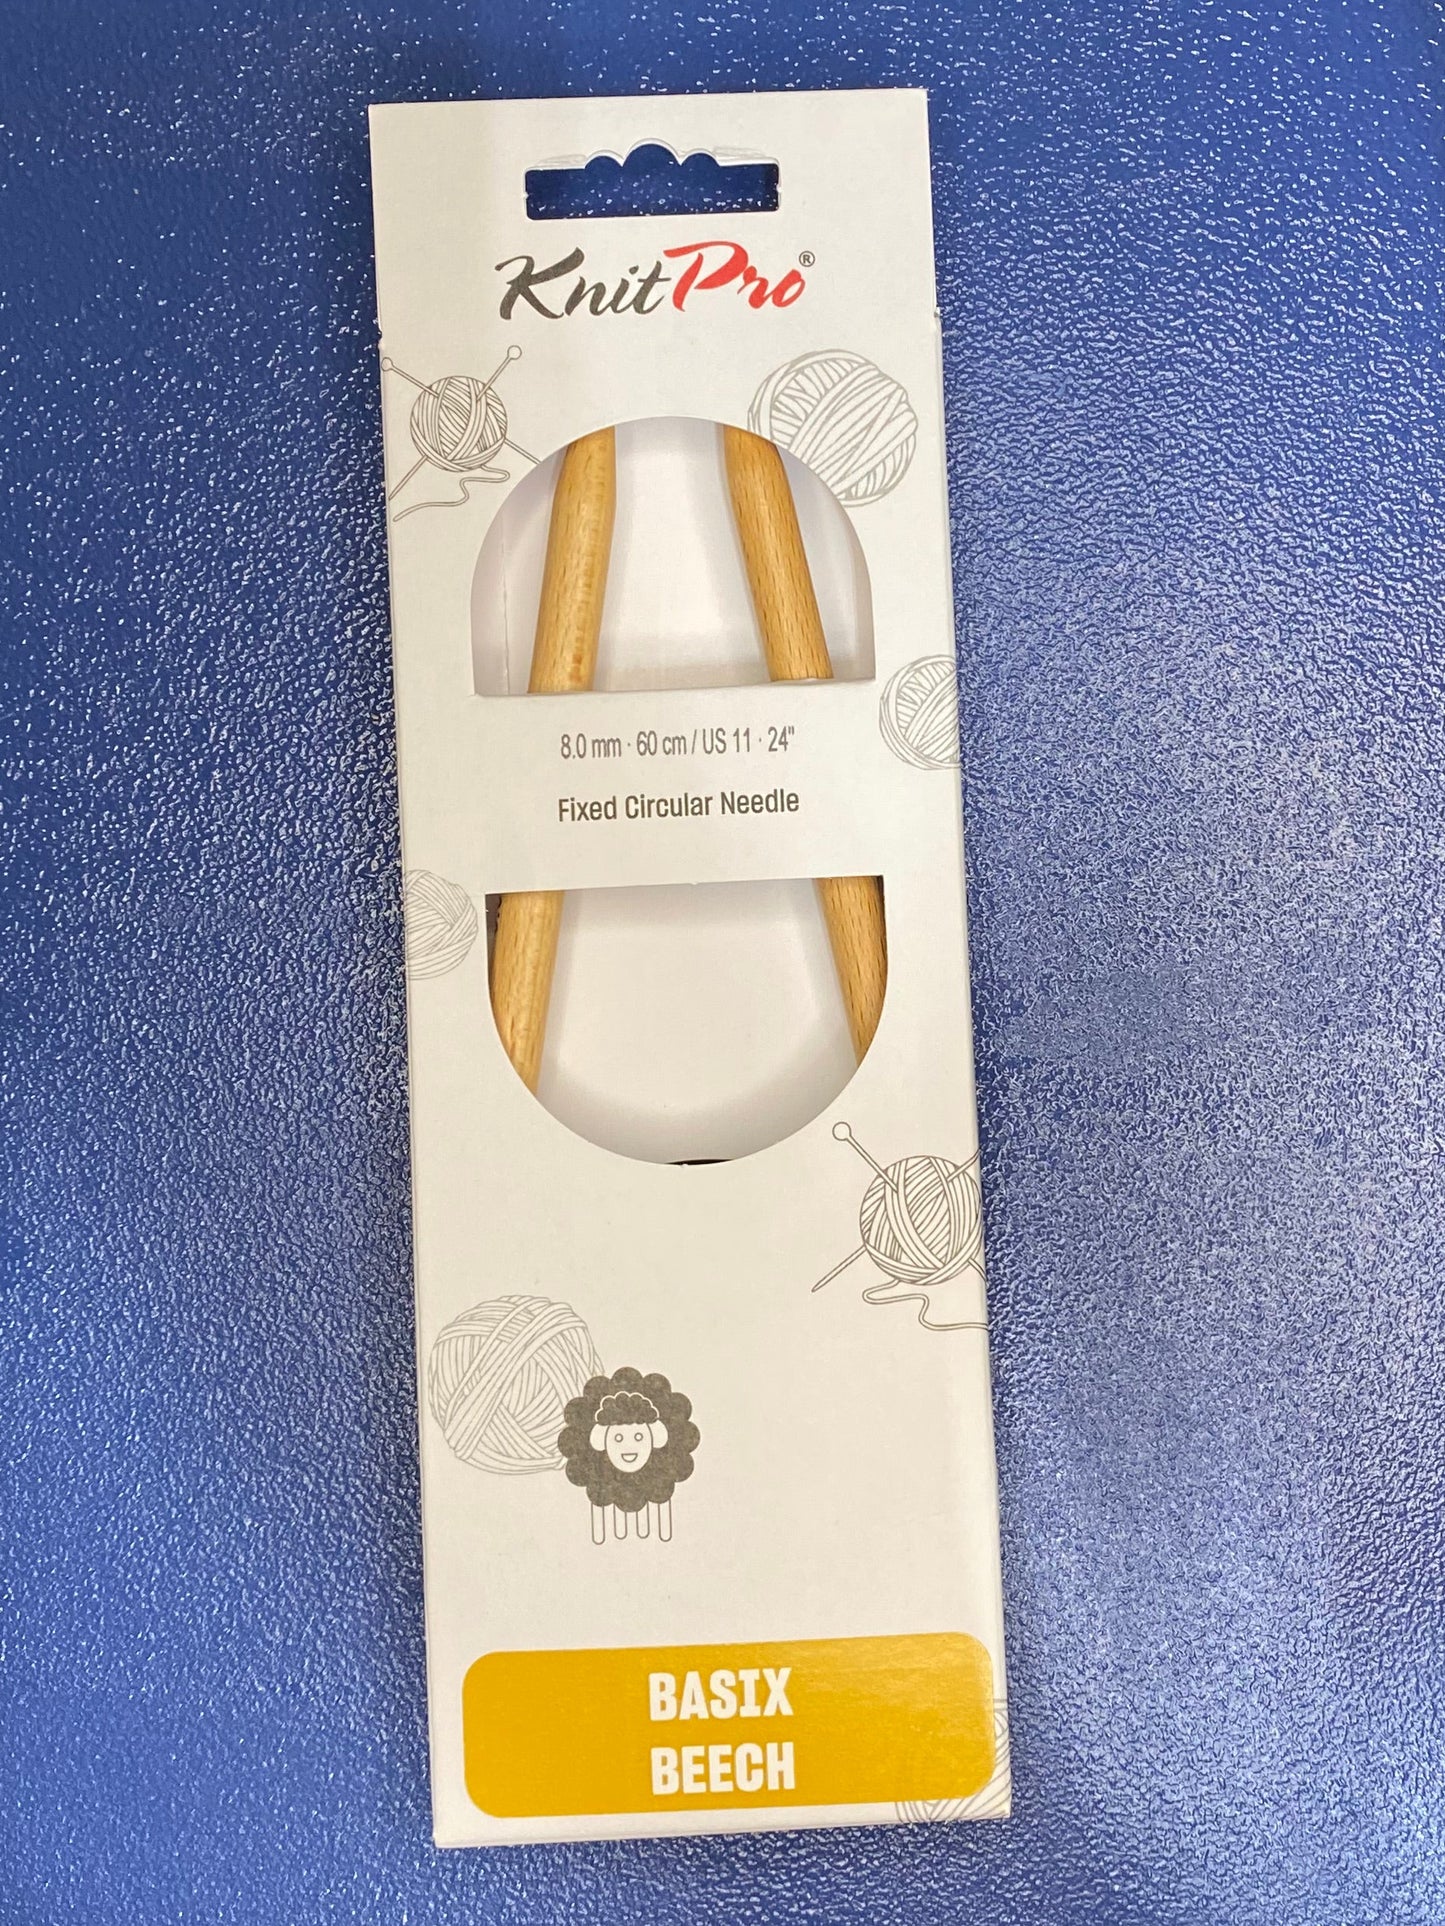 KnitPro®
8.0 mm · 60 cm / US 11 · 24"
Fixed Circular Needle
BASIX
BEECH